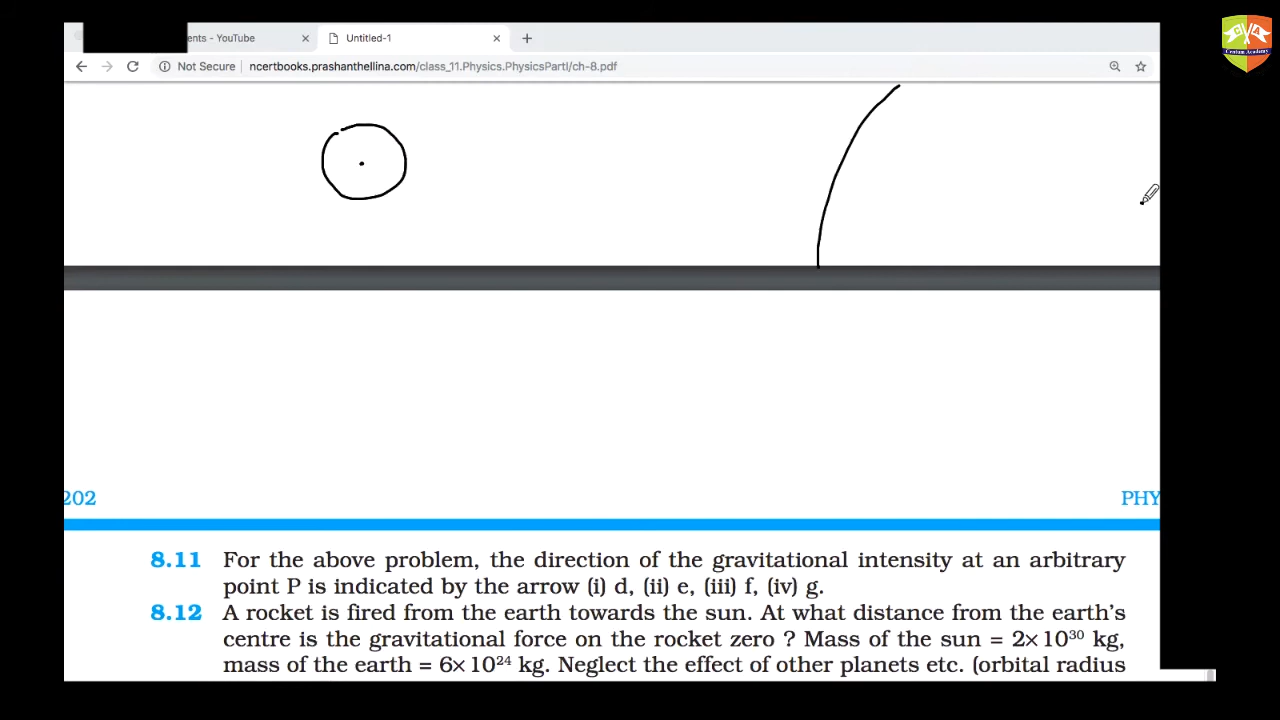 ents - YouTube
Untitled-1
Not Secure
ncertbooks.prashanthellina.com/class_11.Physics.PhysicsPartI/ch-8.pdf
Centum Academy
202
PHY
8.11 For the above problem, the direction of the gravitational intensity at an arbitrary
point P is indicated by the arrow (i) d, (ii) e, (iii) f, (iv) g.
8.12 A rocket is fired from the earth towards the sun. At what distance from the earth's
centre is the gravitational force on the rocket zero ? Mass of the sun = 2×10³⁰ kg,
mass of the earth = 6×10²⁴ kg. Neglect the effect of other planets etc. (orbital radius